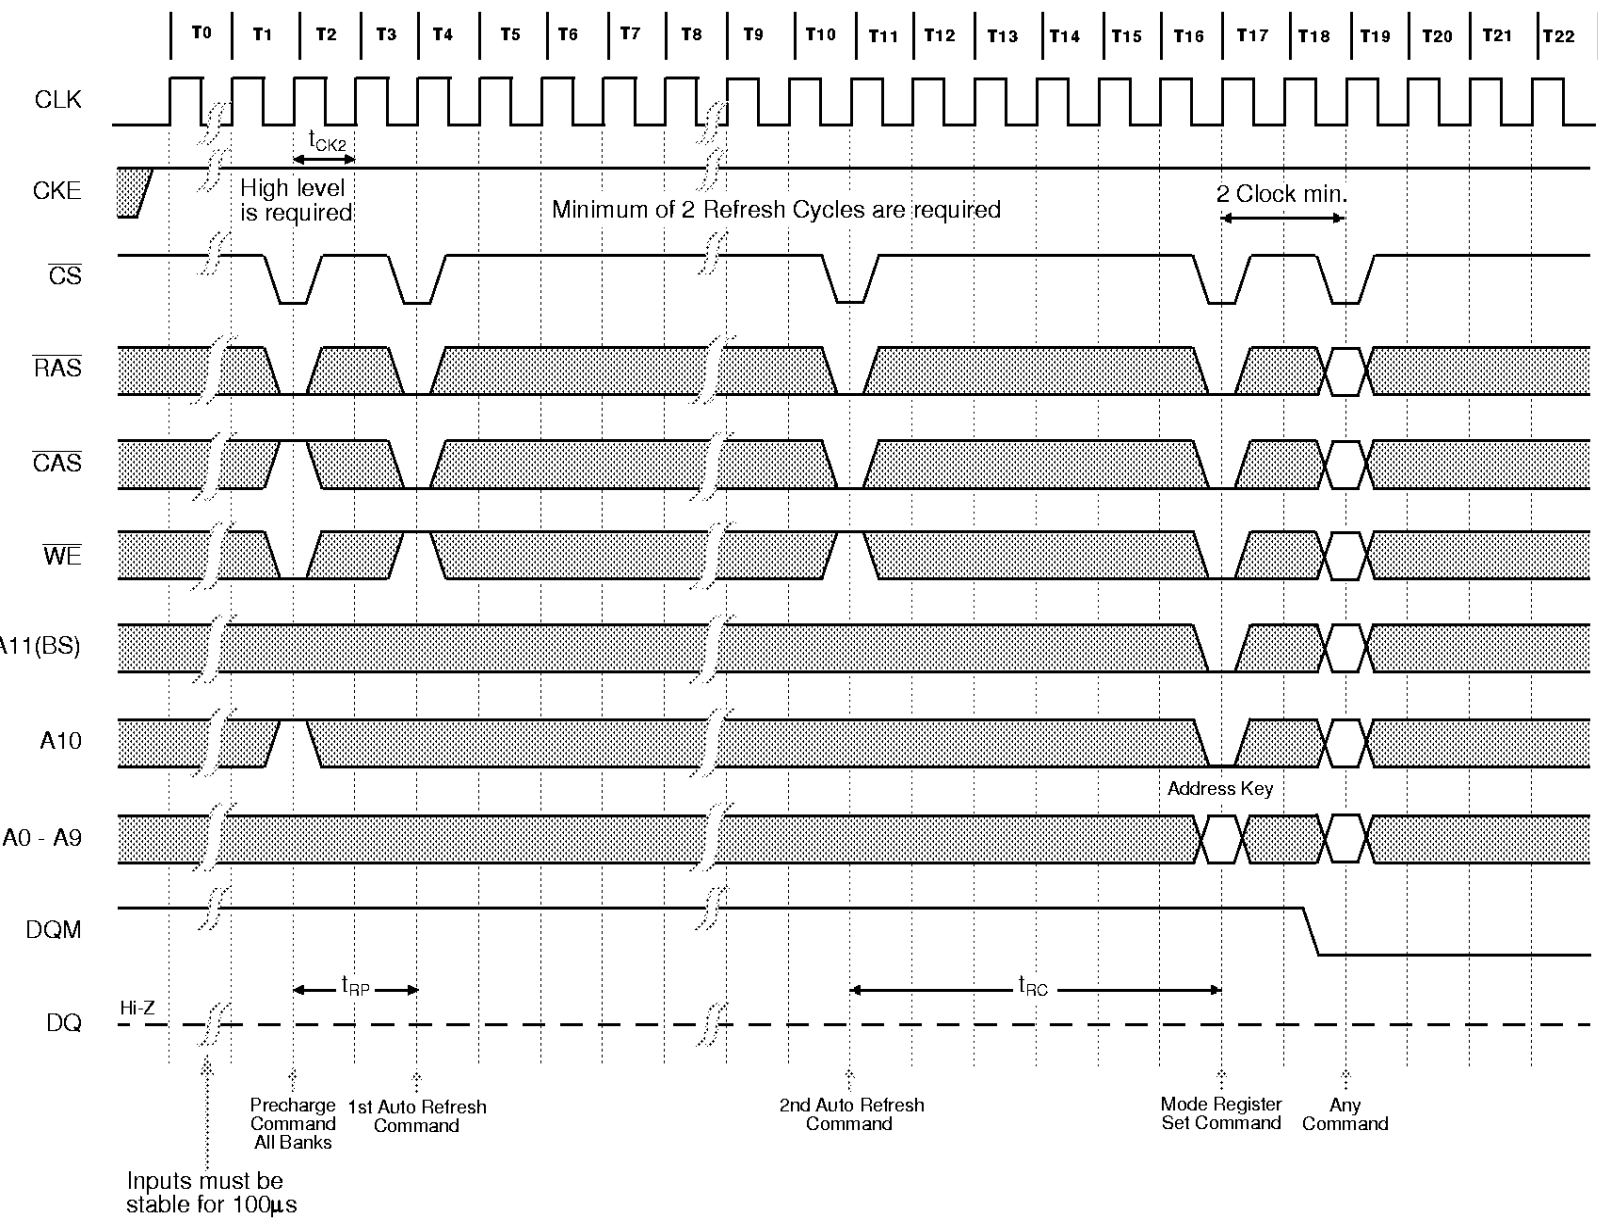 T0 T1 T2 T3 T4 T5 T6 T7 T8 T9 T10 T11 T12 T13 T14 T15 T16 T17 T18 T19 T20 T21 T22
CLK
tCK2
CKE
High level
is required
Minimum of 2 Refresh Cycles are required
2 Clock min.
CS
RAS
CAS
WE
A11(BS)
A10
Address Key
A0 - A9
DQM
tRP
tRC
Hi-Z
DQ
Precharge
Command
All Banks
1st Auto Refresh
Command
2nd Auto Refresh
Command
Mode Register
Set Command
Any
Command
Inputs must be
stable for 100µs